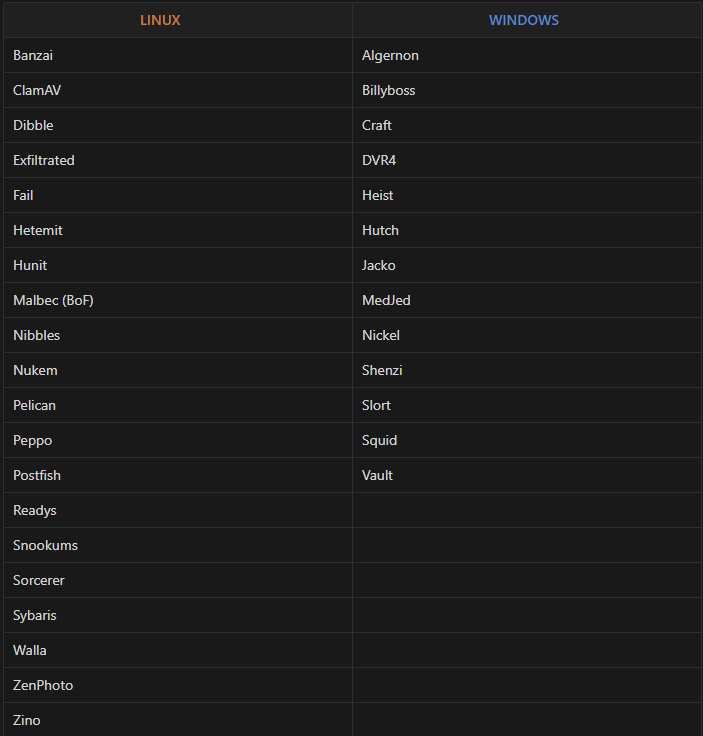 LINUX WINDOWS
Banzai Algernon
ClamAV Billyboss
Dibble Craft
Exfiltrated DVR4
Fail Heist
Hetemit Hutch
Hunit Jacko
Malbec (BoF) MedJed
Nibbles Nickel
Nukem Shenzi
Pelican Slort
Peppo Squid
Postfish Vault
Readys
Snookums
Sorcerer
Sybaris
Walla
ZenPhoto
Zino